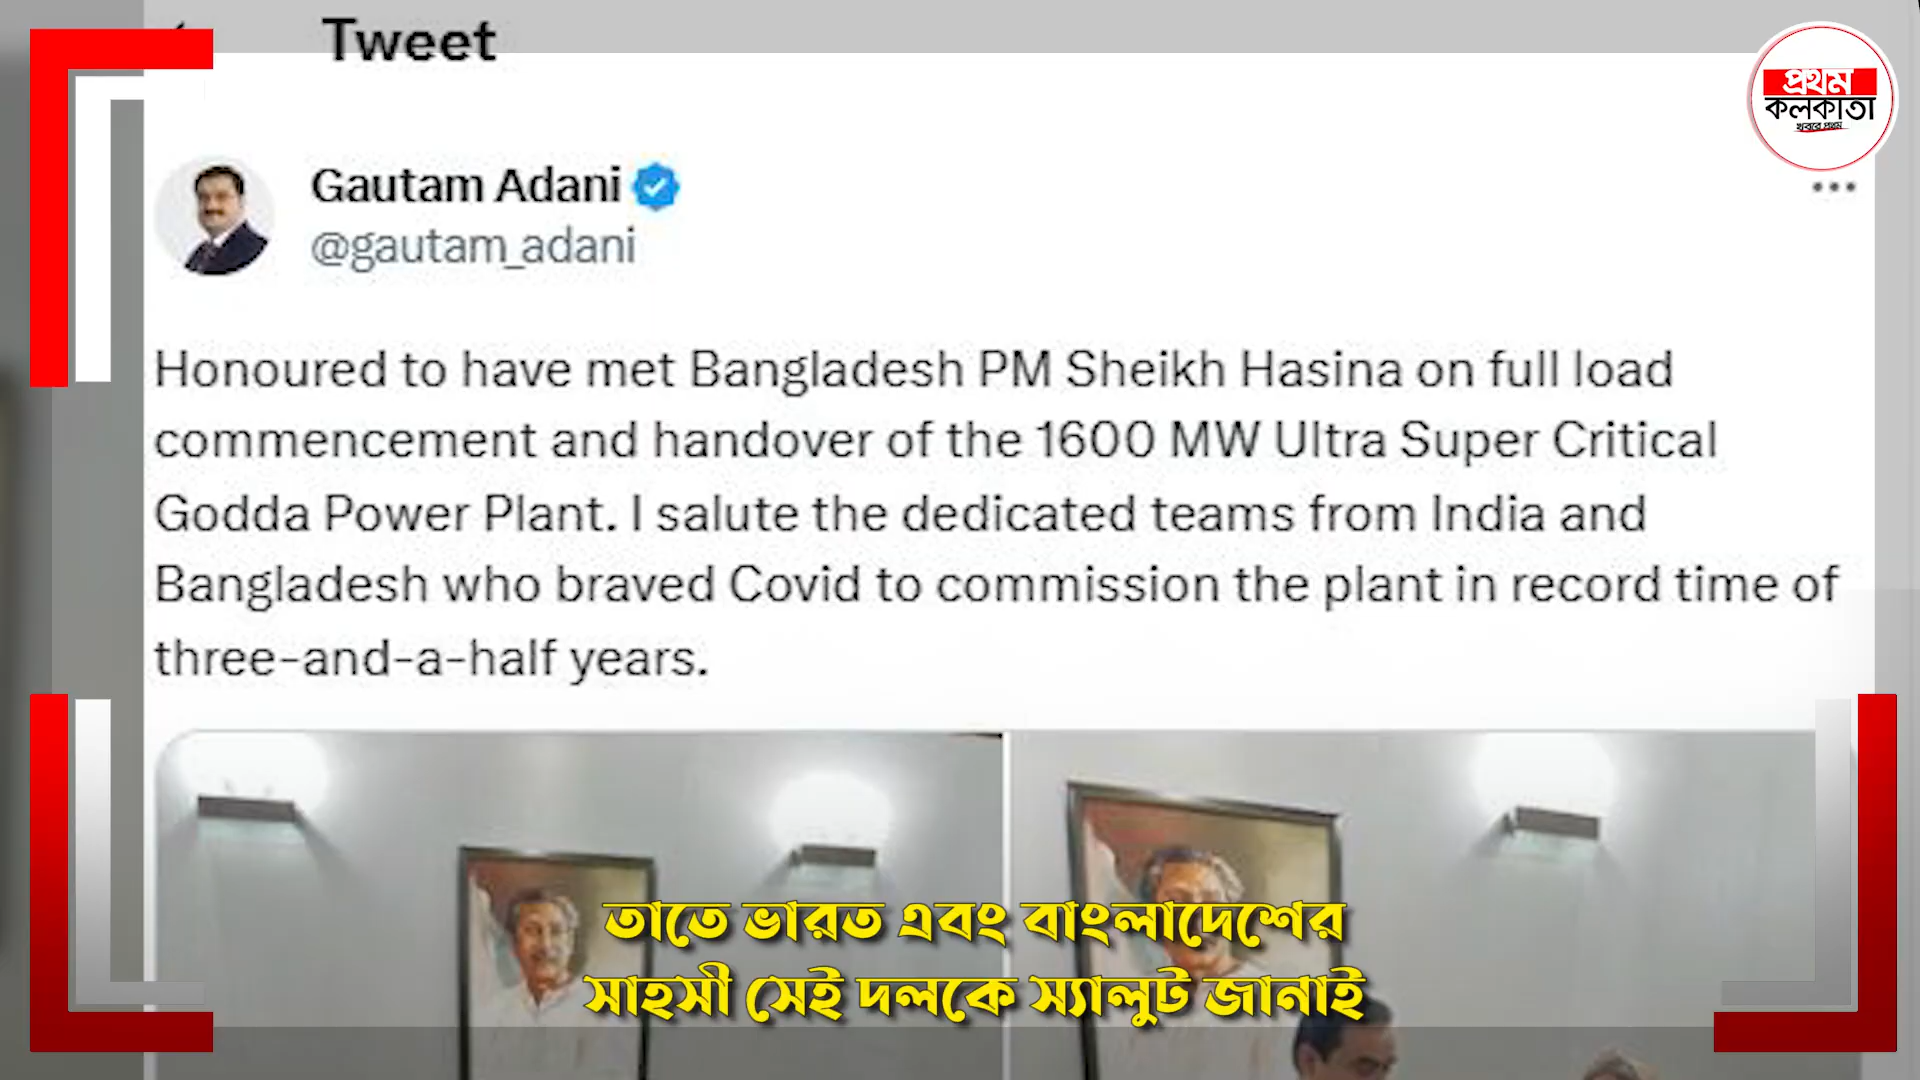 Tweet
প্রথম
কলকাতা
খবরে প্রথম
Gautam Adani
@gautam_adani
Honoured to have met Bangladesh PM Sheikh Hasina on full load
commencement and handover of the 1600 MW Ultra Super Critical
Godda Power Plant. I salute the dedicated teams from India and
Bangladesh who braved Covid to commission the plant in record time of
three-and-a-half years.
তাতে ভারত এবং বাংলাদেশের
সাহসী সেই দলকে স্যালুট জানাই